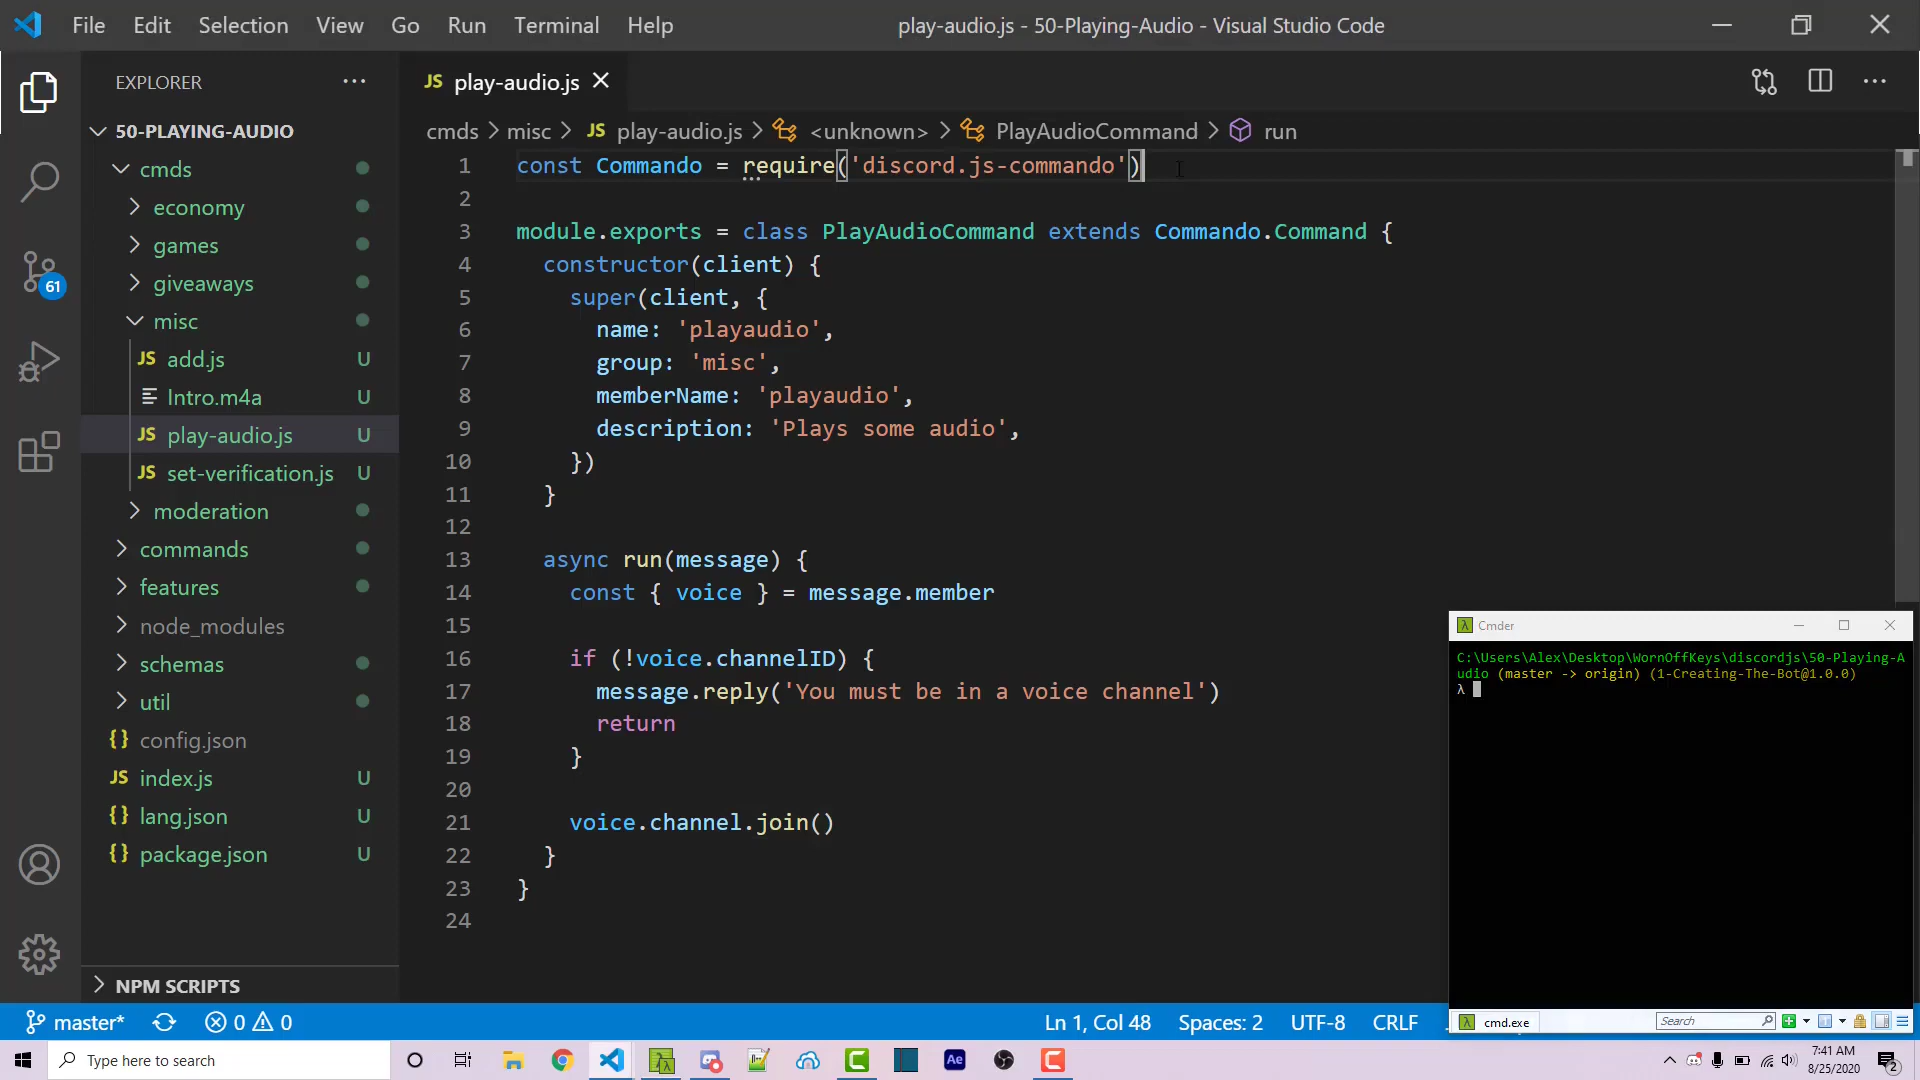 File Edit Selection View Go Run Terminal Help
play-audio.js - 50-Playing-Audio - Visual Studio Code
EXPLORER
50-PLAYING-AUDIO
cmds
economy
games
giveaways
misc
JS add.js U
Intro.m4a U
JS play-audio.js U
JS set-verification.js U
moderation
commands
features
node_modules
schemas
util
{} config.json
JS index.js U
{} lang.json U
{} package.json U
NPM SCRIPTS
61
JS play-audio.js
cmds > misc > JS play-audio.js > <unknown> > PlayAudioCommand > run
1 const Commando = require('discord.js-commando')
2
3 module.exports = class PlayAudioCommand extends Commando.Command {
4 constructor(client) {
5 super(client, {
6 name: 'playaudio',
7 group: 'misc',
8 memberName: 'playaudio',
9 description: 'Plays some audio',
10 })
11 }
12
13 async run(message) {
14 const { voice } = message.member
15
16 if (!voice.channelID) {
17 message.reply('You must be in a voice channel')
18 return
19 }
20
21 voice.channel.join()
22 }
23 }
24
Cmder
C:\Users\Alex\Desktop\WornOffKeys\discordjs\50-Playing-A
udio (master -> origin) (1-Creating-The-Bot@1.0.0)
λ
cmd.exe
Search
master* 0 0
Ln 1, Col 48 Spaces: 2 UTF-8 CRLF
Type here to search
Ae
7:41 AM
8/25/2020
2